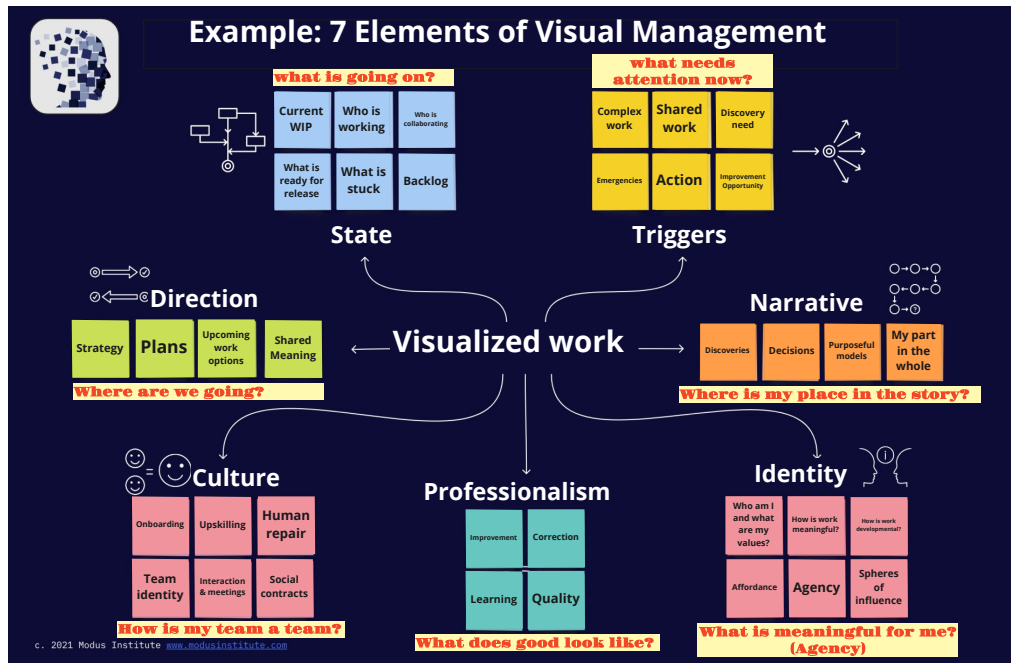 Example: 7 Elements of Visual Management
what is going on?
Current
WIP
Who is
working
Who is
collaborating
What is
ready for
release
What is
stuck
Backlog
State
what needs
attention now?
Complex
work
Shared
work
Discovery
need
Emergencies
Action
Improvement
Opportunity
Triggers
Direction
Strategy
Plans
Upcoming
work
options
Shared
Meaning
Where are we going?
Visualized work
Narrative
Discoveries
Decisions
Purposeful
models
My part
in the
whole
Where is my place in the story?
Culture
Onboarding
Upskilling
Human
repair
Team
identity
Interaction
& meetings
Social
contracts
How is my team a team?
Professionalism
Improvement
Correction
Learning
Quality
What does good look like?
Identity
Who am I
and what
are my
values?
How is work
meaningful?
How is work
developmental?
Affordance
Agency
Spheres
of
influence
What is meaningful for me?
(Agency)
c. 2021 Modus Institute www.modusinstitute.com